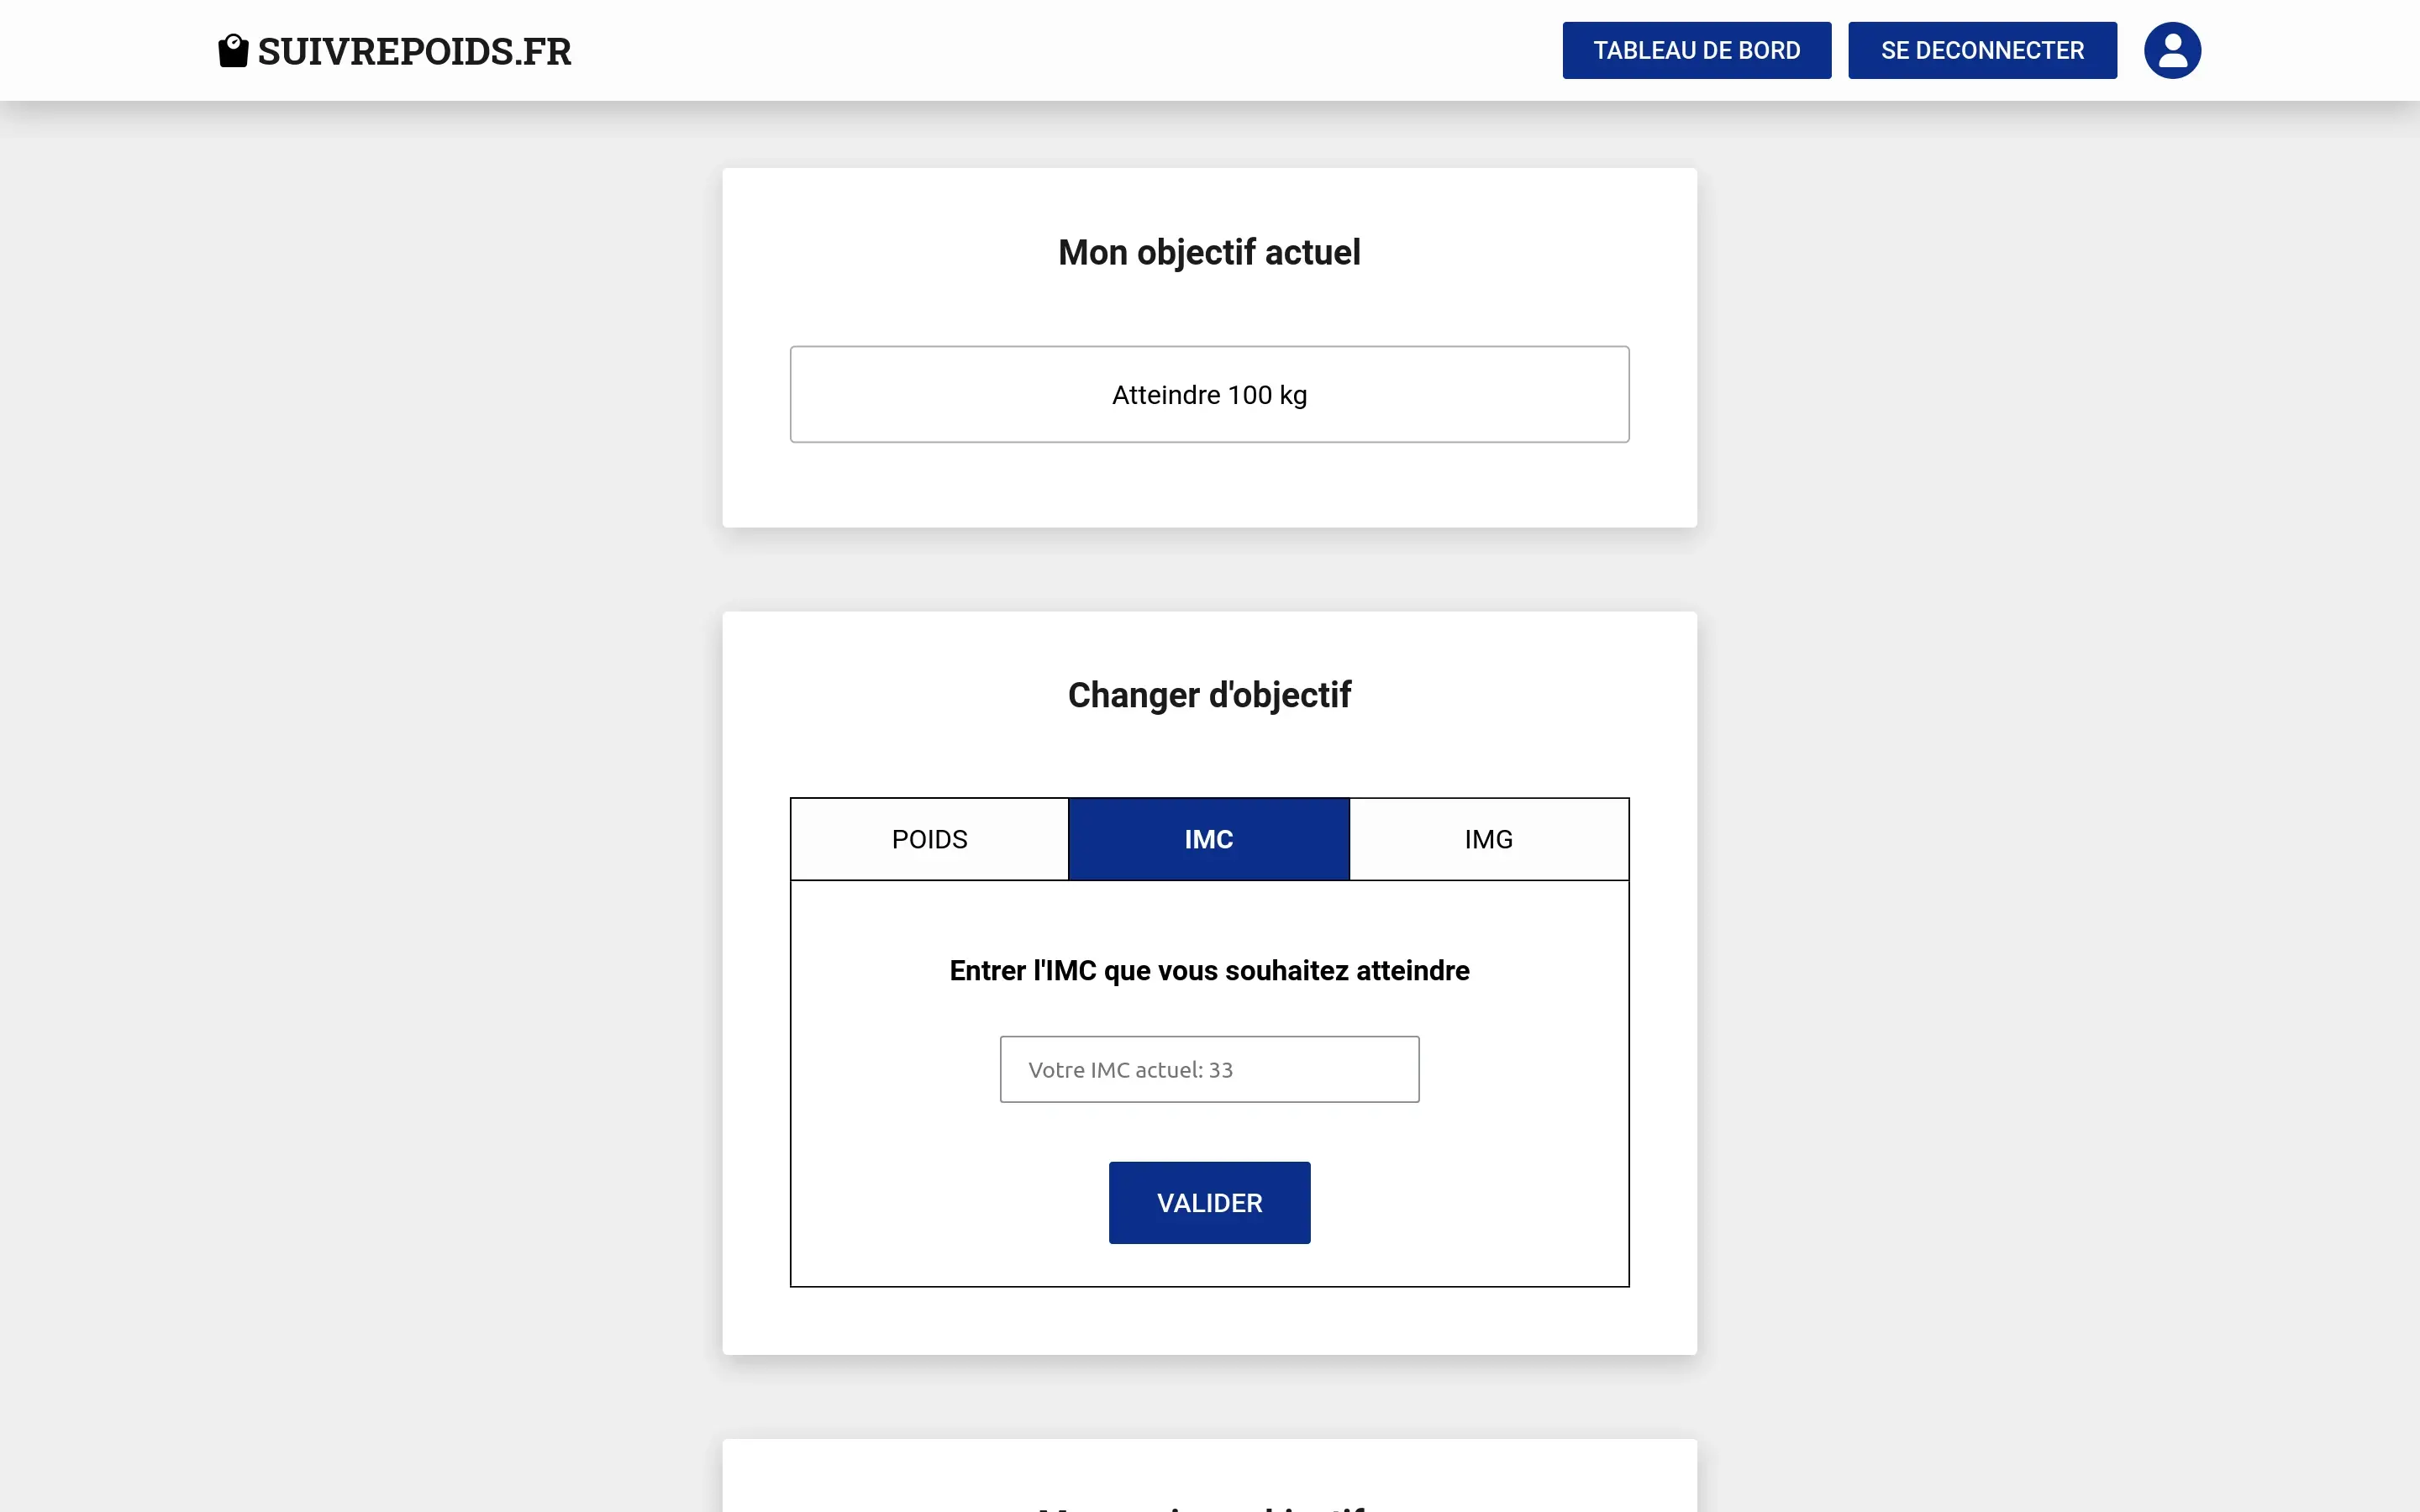 SUIVREPOIDS.FR
TABLEAU DE BORD
SE DECONNECTER
Mon objectif actuel
Atteindre 100 kg
Changer d'objectif
POIDS
IMC
IMG
Entrer l'IMC que vous souhaitez atteindre
Votre IMC actuel: 33
VALIDER